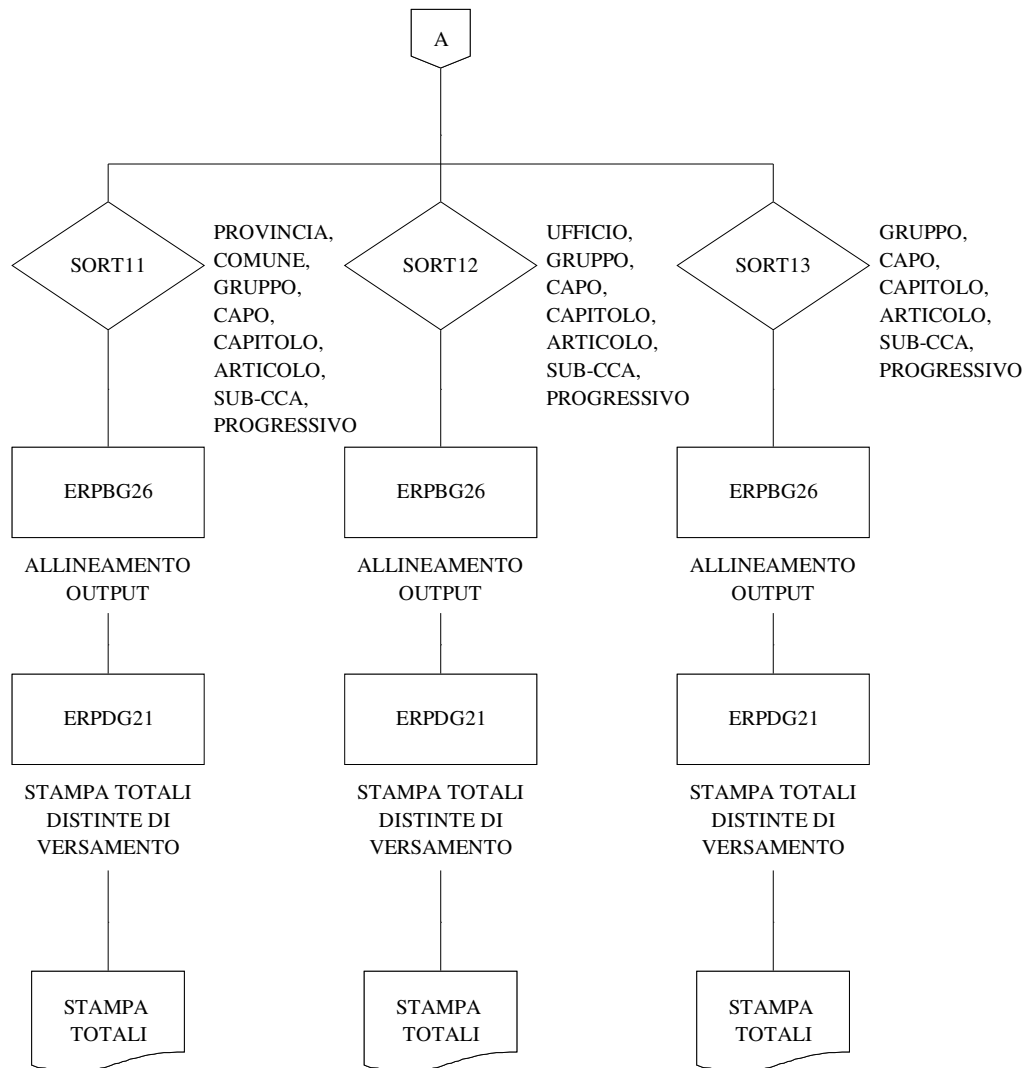 A
SORT11
PROVINCIA,
COMUNE,
GRUPPO,
CAPO,
CAPITOLO,
ARTICOLO,
SUB-CCA,
PROGRESSIVO
SORT12
UFFICIO,
GRUPPO,
CAPO,
CAPITOLO,
ARTICOLO,
SUB-CCA,
PROGRESSIVO
SORT13
GRUPPO,
CAPO,
CAPITOLO,
ARTICOLO,
SUB-CCA,
PROGRESSIVO
ERPBG26
ALLINEAMENTO
OUTPUT
ERPBG26
ALLINEAMENTO
OUTPUT
ERPBG26
ALLINEAMENTO
OUTPUT
ERPDG21
STAMPA TOTALI
DISTINTE DI
VERSAMENTO
ERPDG21
STAMPA TOTALI
DISTINTE DI
VERSAMENTO
ERPDG21
STAMPA TOTALI
DISTINTE DI
VERSAMENTO
STAMPA
TOTALI
STAMPA
TOTALI
STAMPA
TOTALI